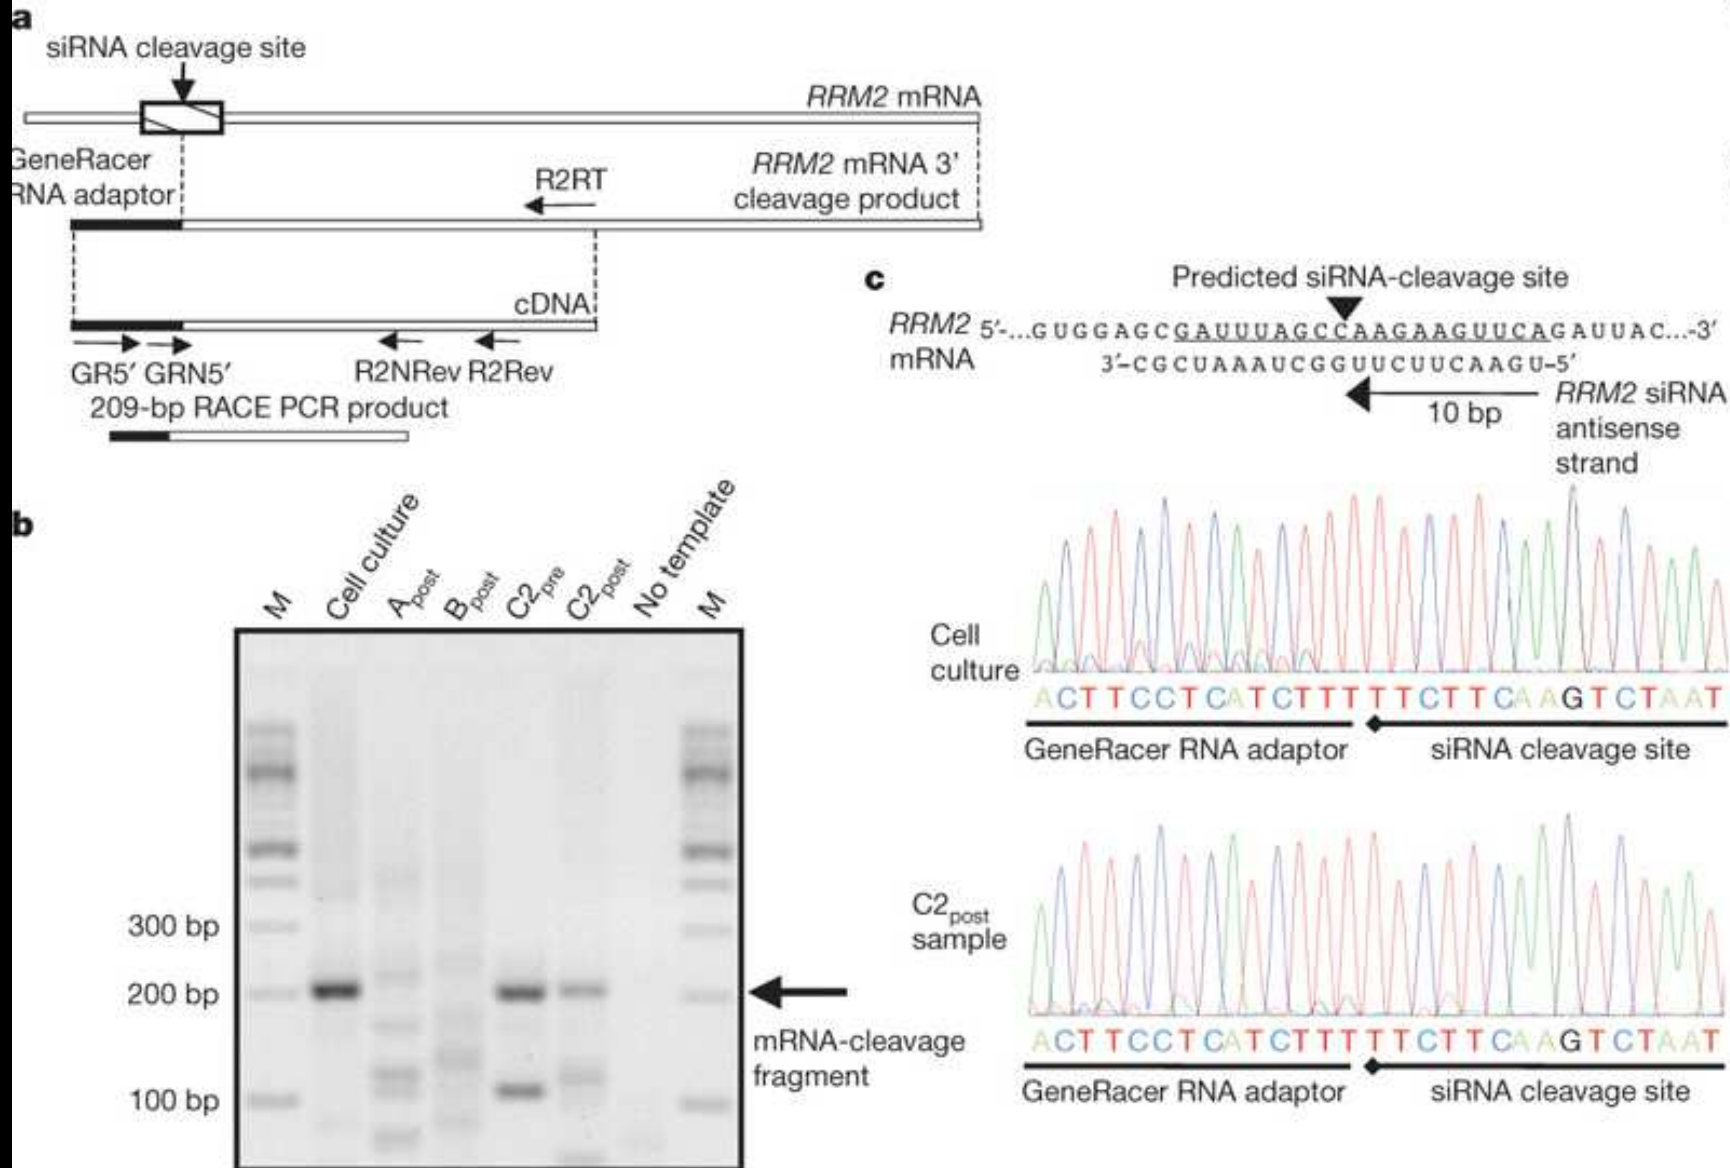 a
siRNA cleavage site
RRM2 mRNA
GeneRacer
RNA adaptor
R2RT
RRM2 mRNA 3′
cleavage product
cDNA
GR5′ GRN5′
R2NRev R2Rev
209-bp RACE PCR product
b
M
Cell culture
Apost
Bpost
C2pre
C2post
No template
M
300 bp
200 bp
100 bp
mRNA-cleavage
fragment
c
Predicted siRNA-cleavage site
RRM2 5′-...GUGGAGCGAUUUAGCCAAGAAGUUCAGAUUAC...-3′
mRNA
3′-CGCUAAAUCGGUUCUUCAAGU-5′
10 bp
RRM2 siRNA
antisense
strand
Cell
culture
ACTTCCTCATCTTTTTCTTCAAGTCTAAT
GeneRacer RNA adaptor
siRNA cleavage site
C2post
sample
ACTTCCTCATCTTTTTCTTCAAGTCTAAT
GeneRacer RNA adaptor
siRNA cleavage site